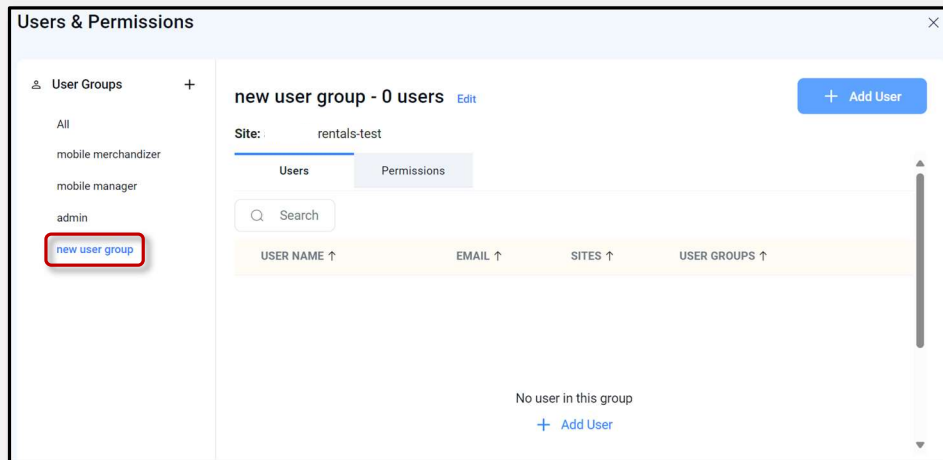 Users & Permissions
User Groups +
All
mobile merchandizer
mobile manager
admin
new user group
new user group - 0 users Edit
+ Add User
Site: rentals-test
Users Permissions
Search
USER NAME ↑ EMAIL ↑ SITES ↑ USER GROUPS ↑
No user in this group
+ Add User